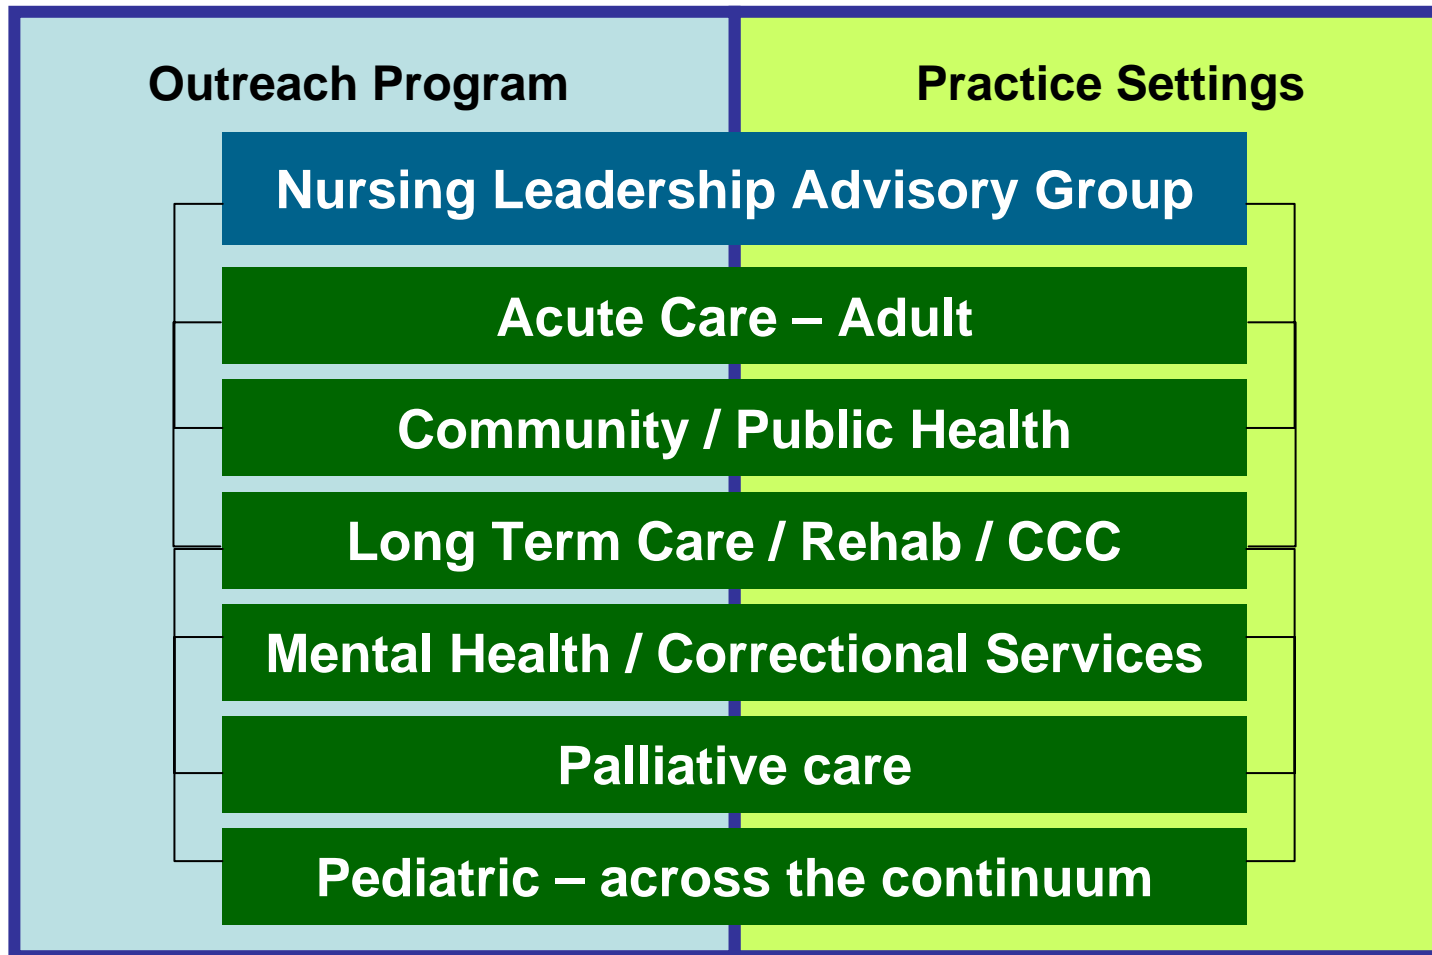 Outreach Program
Practice Settings
Nursing Leadership Advisory Group
Acute Care – Adult
Community / Public Health
Long Term Care / Rehab / CCC
Mental Health / Correctional Services
Palliative care
Pediatric – across the continuum